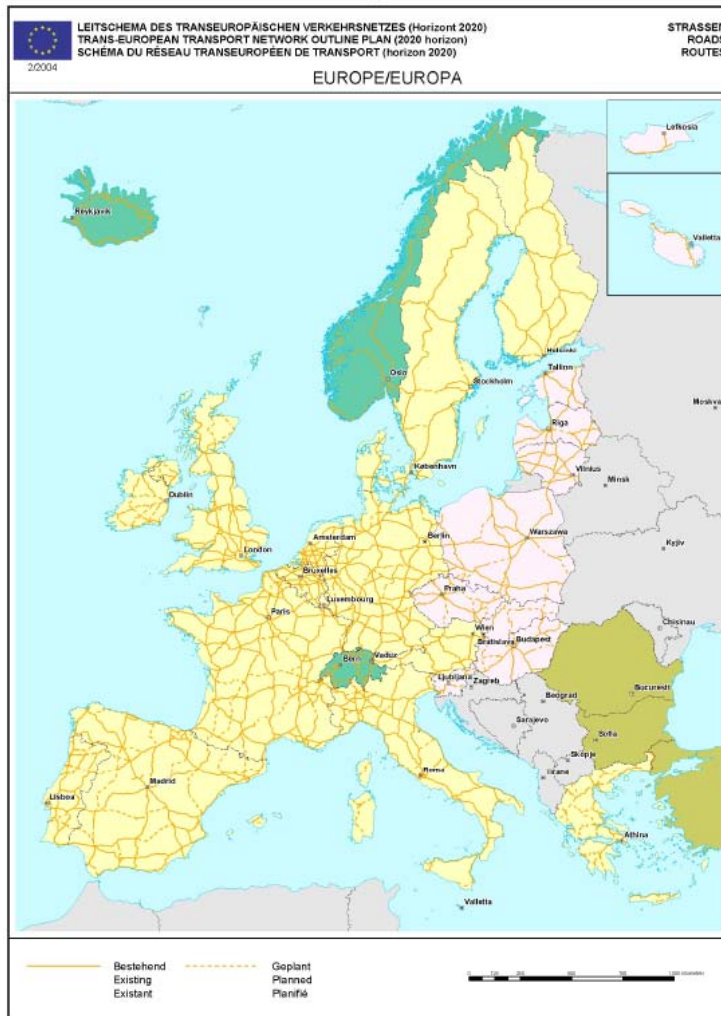 LEITSCHEMA DES TRANSEUROPÄISCHEN VERKEHRSNETZES (Horizont 2020)
TRANS-EUROPEAN TRANSPORT NETWORK OUTLINE PLAN (2020 horizon)
SCHÉMA DU RÉSEAU TRANSEUROPÉEN DE TRANSPORT (horizon 2020)
STRASSEN
ROADS
ROUTES
2/2004
EUROPE/EUROPA
Lefkosia
Reykjavik
Valletta
Helsinki
Oslo
Tallinn
Stockholm
Moskva
Riga
København
Vilnius
Minsk
Dublin
Amsterdam
Berlin
Warszawa
London
Kyjiv
Bruxelles
Praha
Luxembourg
Paris
Wien
Chisinau
Bratislava
Budapest
Bern
Vaduz
Ljubljana
Zagreb
Bucuresti
Beograd
Sarajevo
Sofia
Skopje
Roma
Tirane
Madrid
Lisboa
Athina
Valletta
Bestehend
Existing
Existant
Geplant
Planned
Planifié